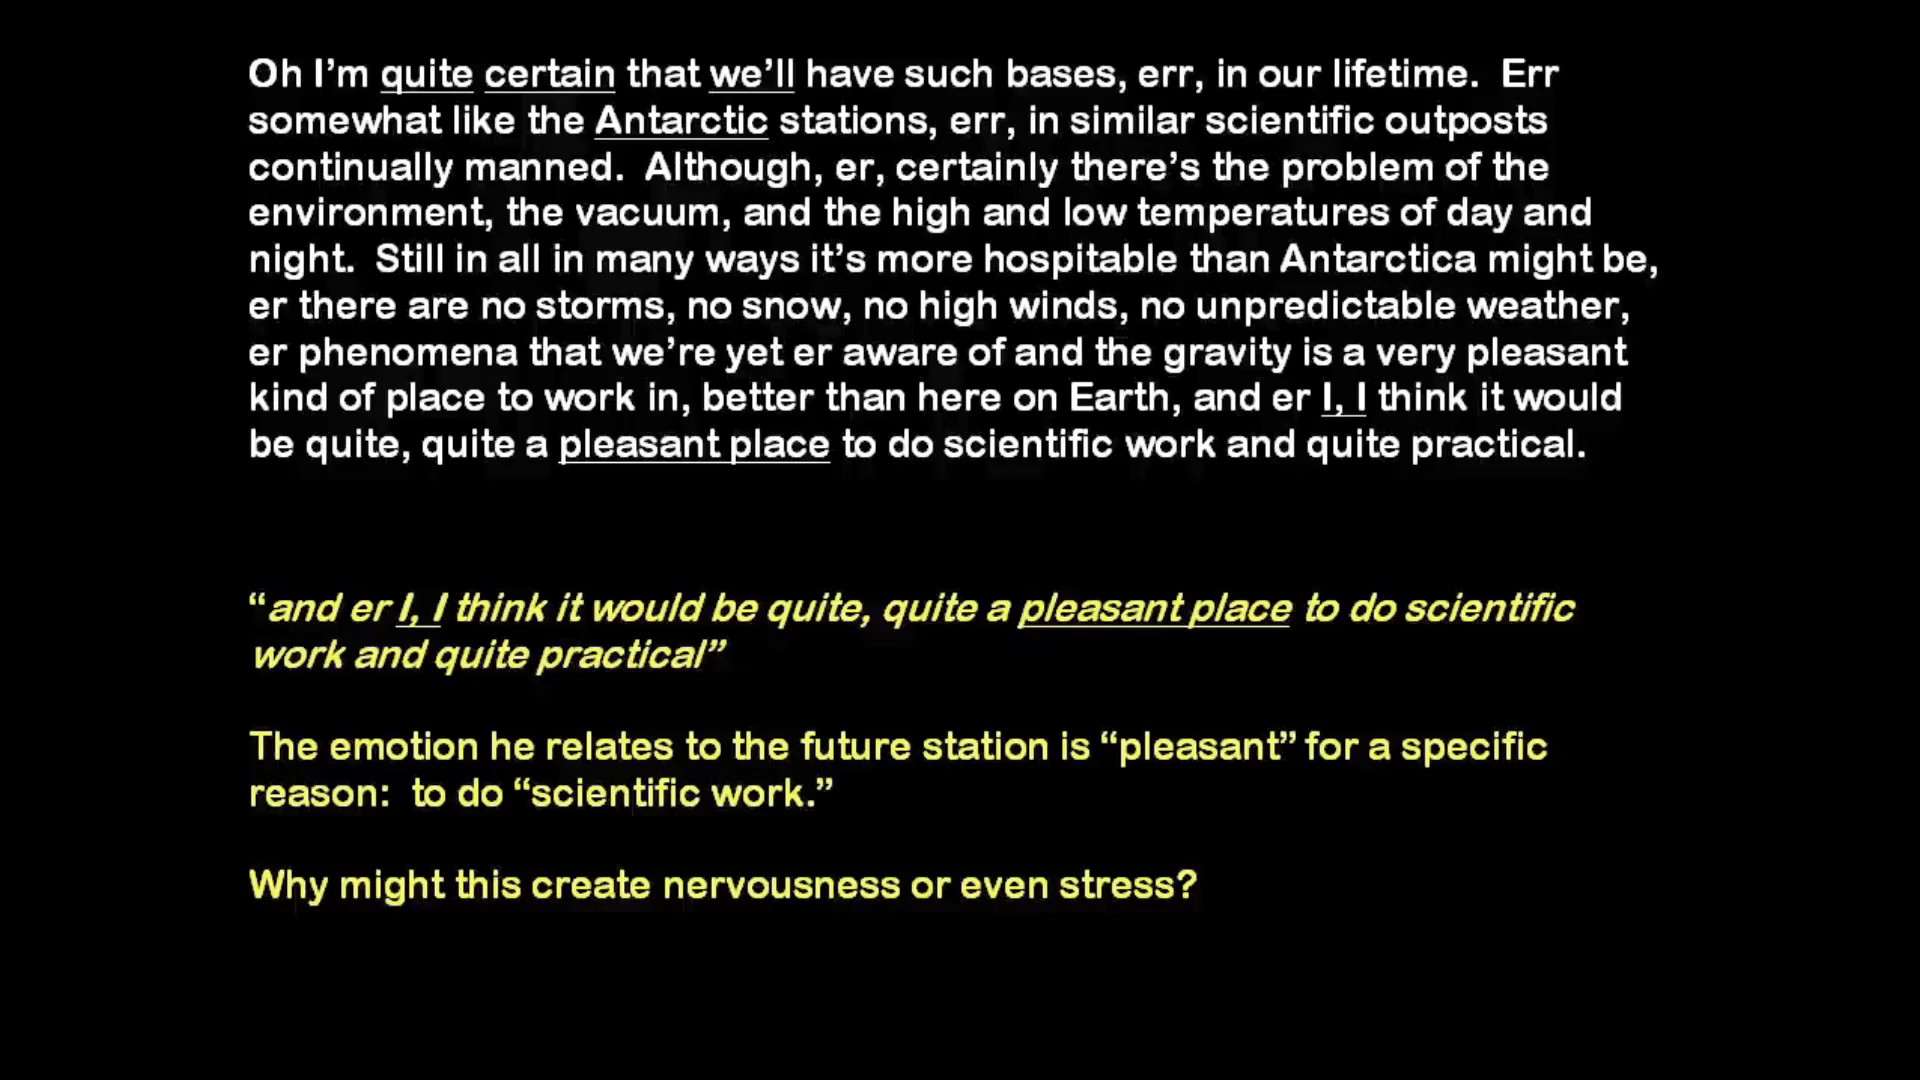 Oh I’m quite certain that we’ll have such bases, err, in our lifetime.  Err
somewhat like the Antarctic stations, err, in similar scientific outposts
continually manned.  Although, er, certainly there’s the problem of the
environment, the vacuum, and the high and low temperatures of day and
night.  Still in all in many ways it’s more hospitable than Antarctica might be,
er there are no storms, no snow, no high winds, no unpredictable weather,
er phenomena that we’re yet er aware of and the gravity is a very pleasant
kind of place to work in, better than here on Earth, and er I, I think it would
be quite, quite a pleasant place to do scientific work and quite practical.
“and er I, I think it would be quite, quite a pleasant place to do scientific
work and quite practical”
The emotion he relates to the future station is “pleasant” for a specific
reason:  to do “scientific work.”
Why might this create nervousness or even stress?